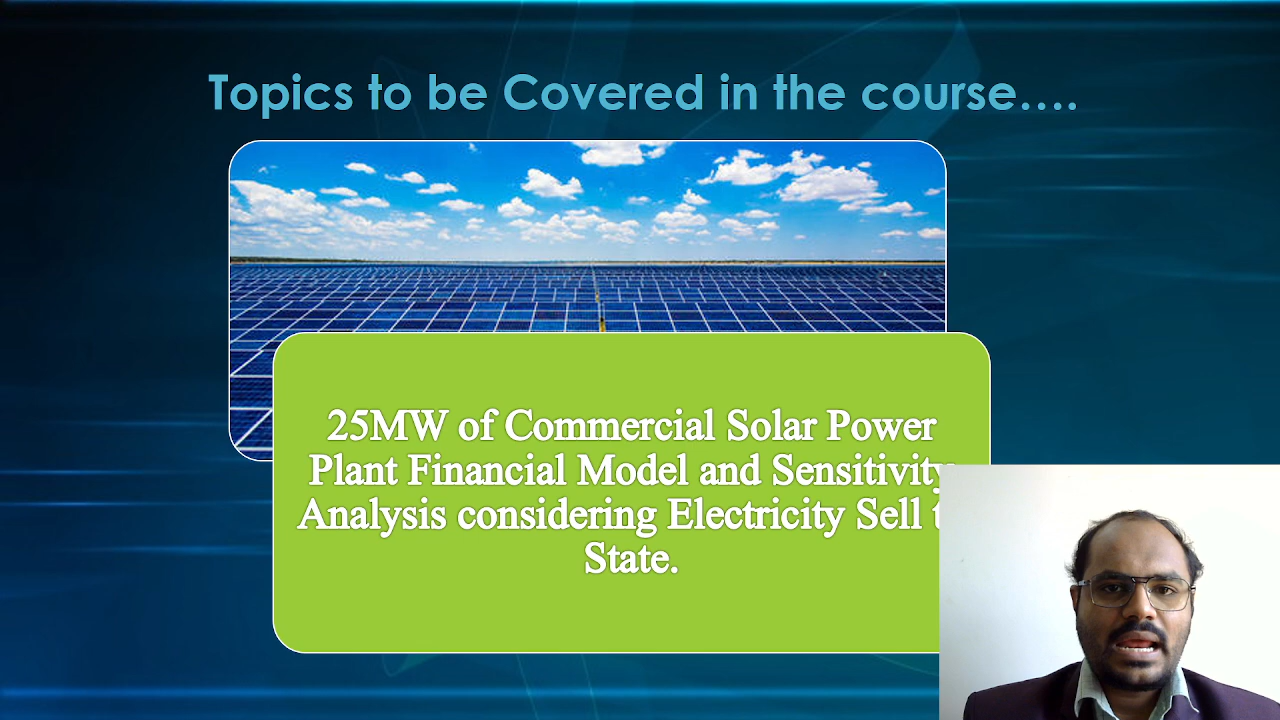 Topics to be Covered in the course....
25MW of Commercial Solar Power
Plant Financial Model and Sensitivity
Analysis considering Electricity Sell
State.